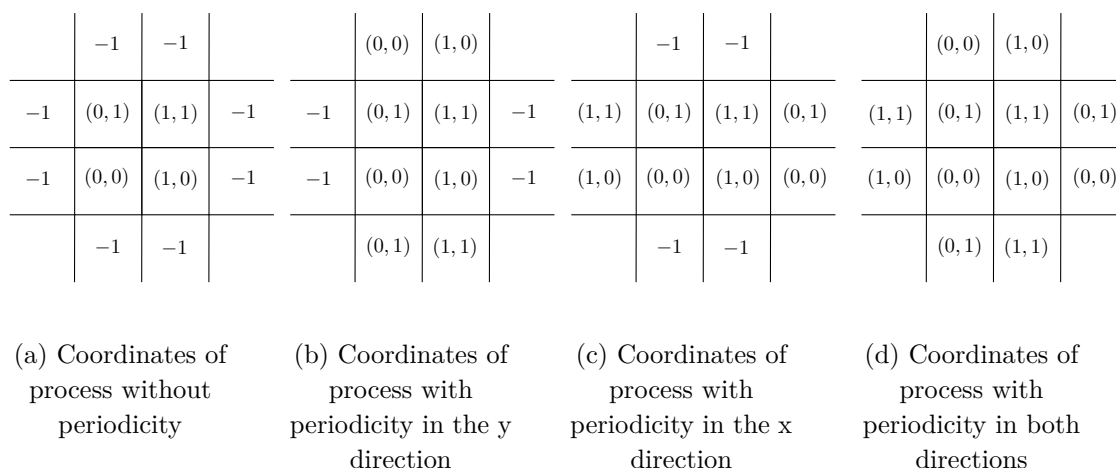 −1 −1
−1 (0, 1) (1, 1) −1
−1 (0, 0) (1, 0) −1
−1 −1
(a) Coordinates of
process without
periodicity
(0, 0) (1, 0)
−1 (0, 1) (1, 1) −1
−1 (0, 0) (1, 0) −1
(0, 1) (1, 1)
(b) Coordinates of
process with
periodicity in the y
direction
−1 −1
(1, 1) (0, 1) (1, 1) (0, 1)
(1, 0) (0, 0) (1, 0) (0, 0)
−1 −1
(c) Coordinates of
process with
periodicity in the x
direction
(0, 0) (1, 0)
(1, 1) (0, 1) (1, 1) (0, 1)
(1, 0) (0, 0) (1, 0) (0, 0)
(0, 1) (1, 1)
(d) Coordinates of
process with
periodicity in both
directions